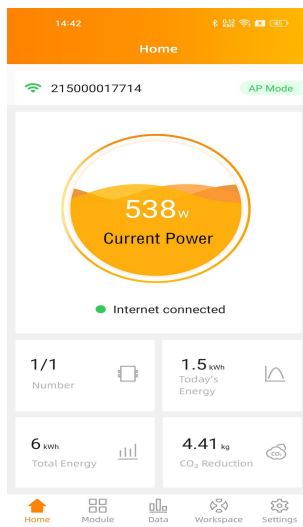 14:42
Home
215000017714
AP Mode
538w
Current Power
Internet connected
1/1
Number
1.5 kWh
Today's
Energy
6 kWh
Total Energy
4.41 kg
CO₂ Reduction
Home Module Data Workspace Settings